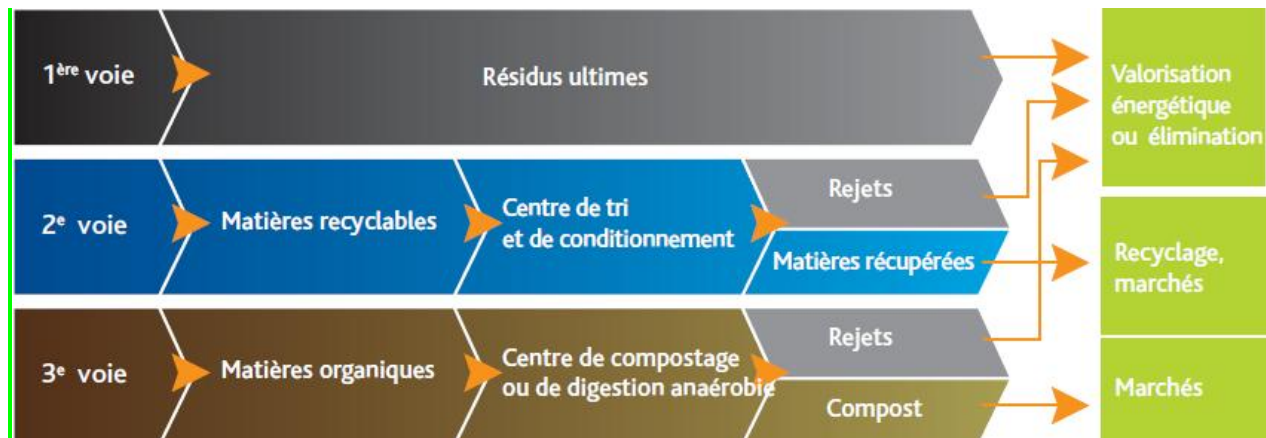 1ère voie
Résidus ultimes
Valorisation
énergétique
ou élimination
2e voie
Matières recyclables
Centre de tri
et de conditionnement
Rejets
Matières récupérées
Recyclage,
marchés
3e voie
Matières organiques
Centre de compostage
ou de digestion anaérobie
Rejets
Compost
Marchés